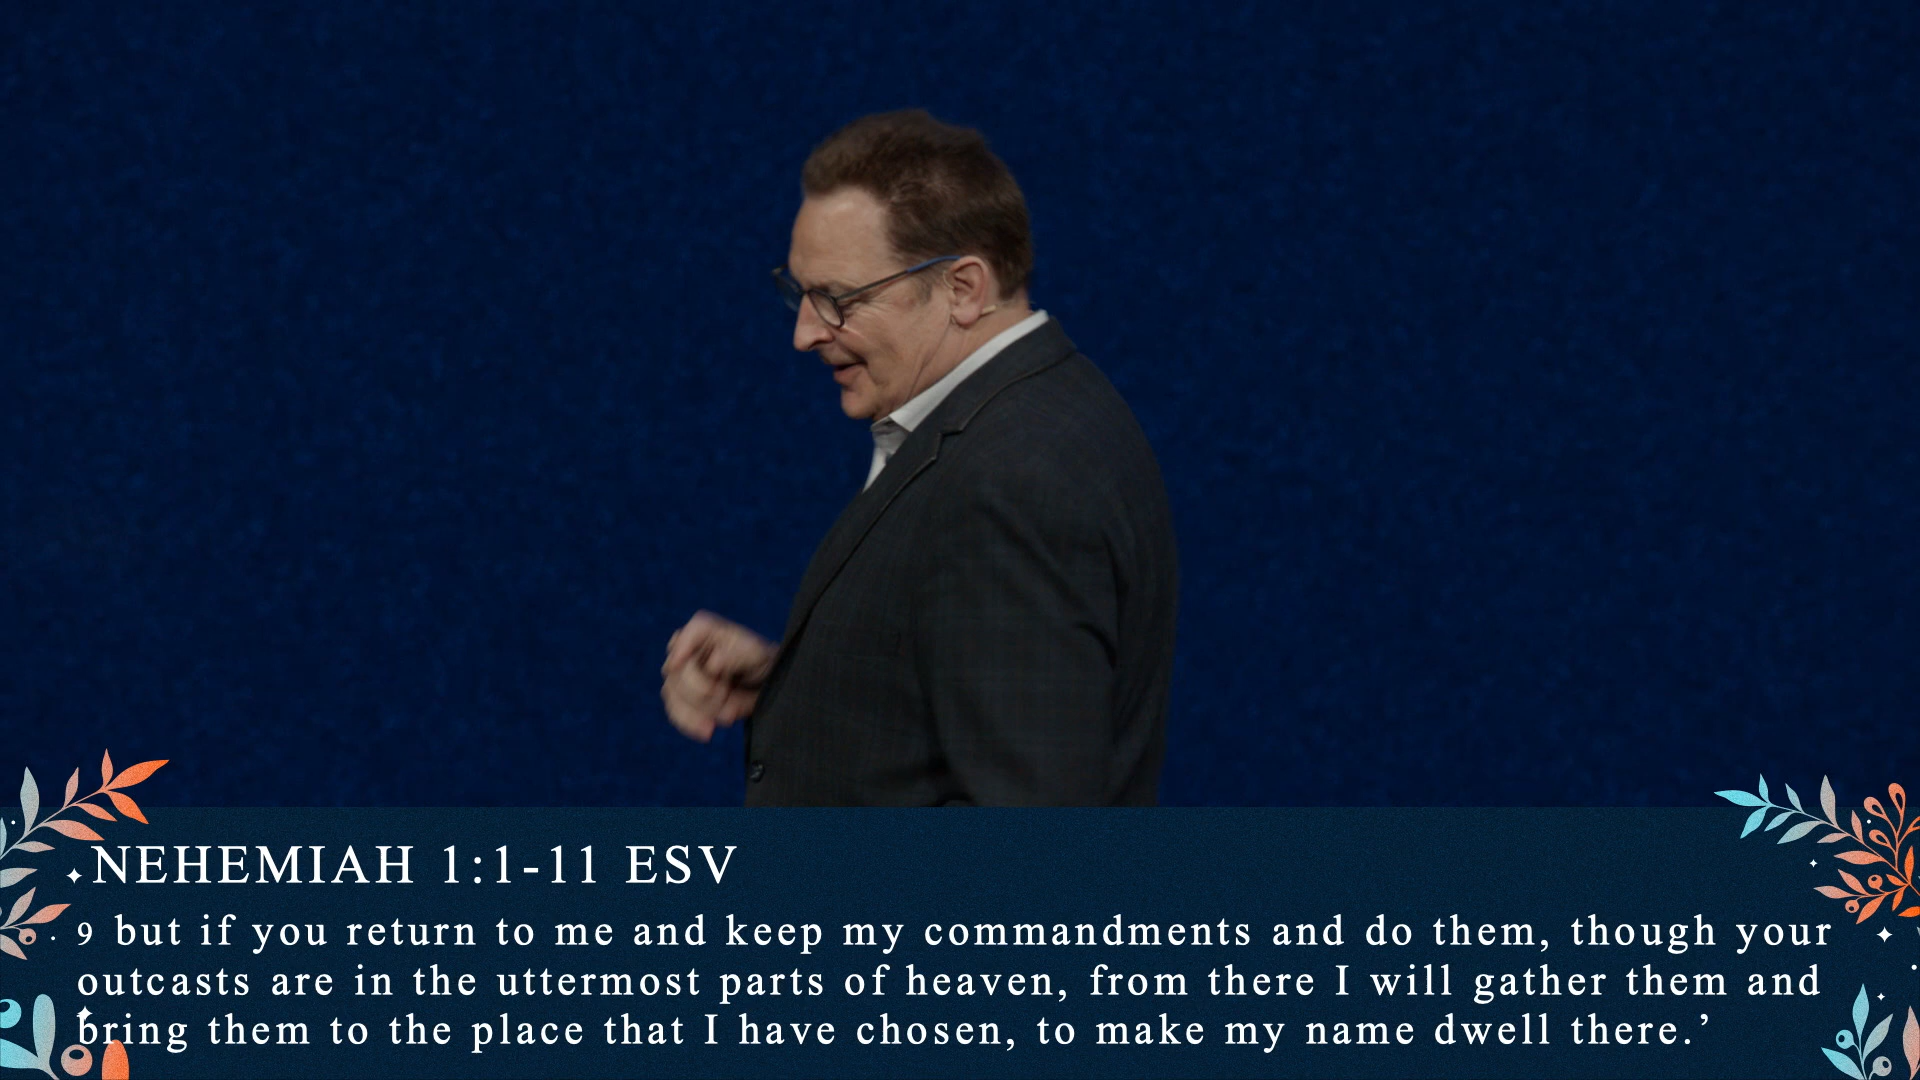 NEHEMIAH 1:1-11 ESV
9 but if you return to me and keep my commandments and do them, though your
outcasts are in the uttermost parts of heaven, from there I will gather them and
bring them to the place that I have chosen, to make my name dwell there.’